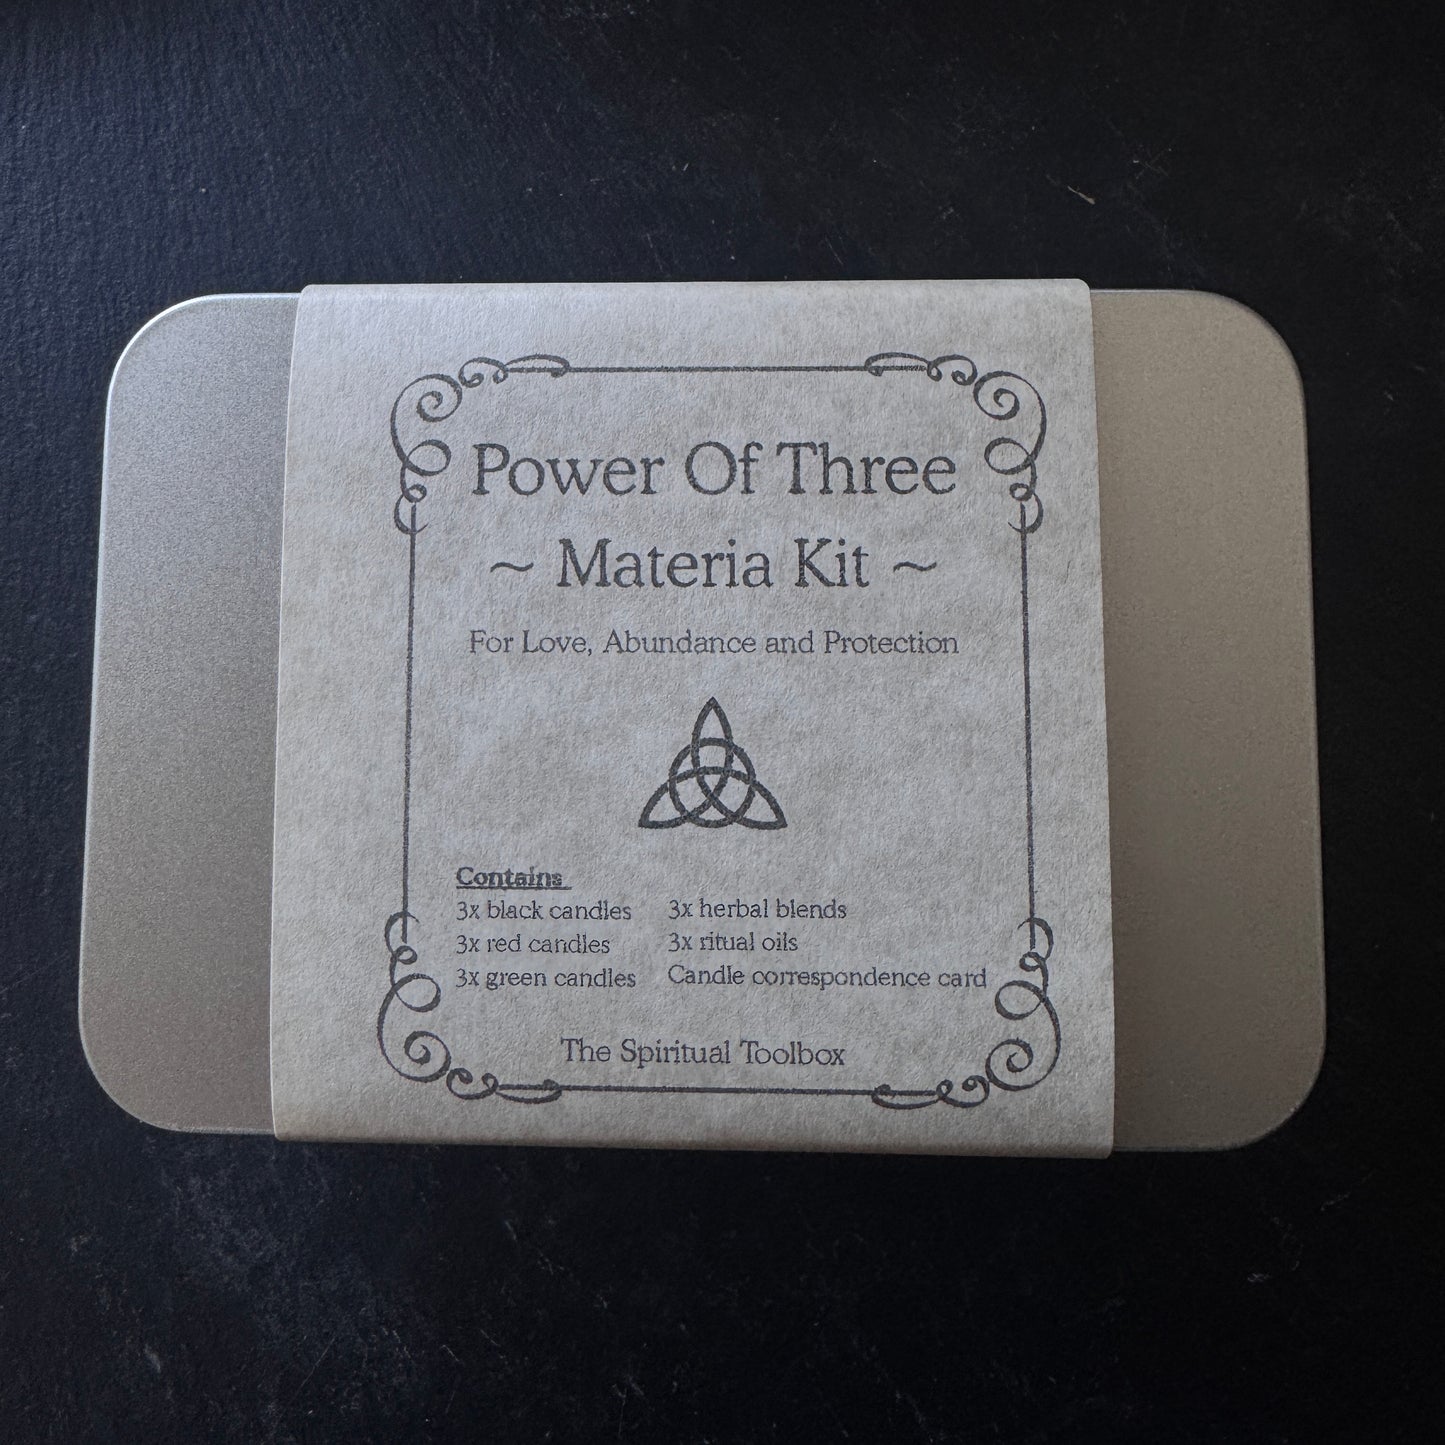 Power Of Three
~ Materia Kit ~
For Love, Abundance and Protection
Contains
3x black candles
3x red candles
3x green candles
3x herbal blends
3x ritual oils
Candle correspondence card
The Spiritual Toolbox